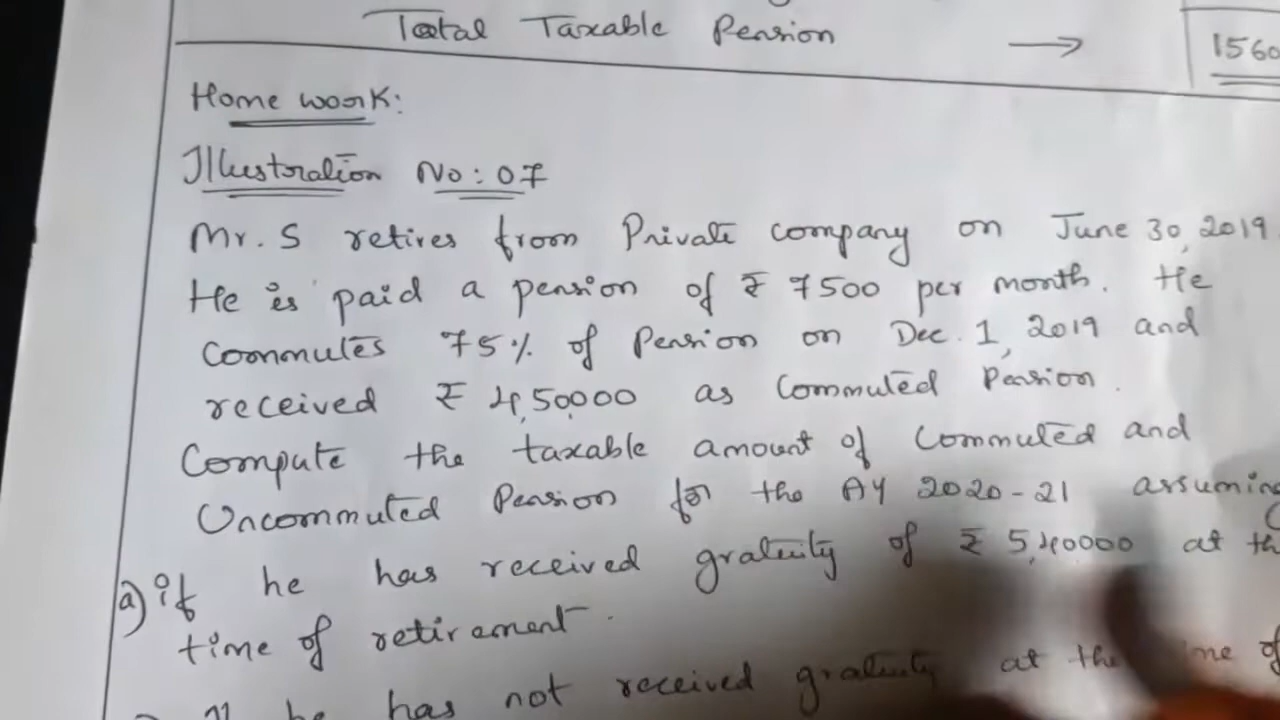 Total Taxable Pension → 1560
Home work:
Illustration No: 07
Mr. S retires from Private company on June 30, 2019.
He is paid a pension of ₹ 7500 per month. He
Commutes 75% of Pension on Dec. 1, 2019 and
received ₹ 4,50,000 as Commuted Pension.
Compute the taxable amount of Commuted and
Uncommuted Pension for the AY 2020-21 assuming
a) if he has received gratuity of ₹ 5,40000 at the
time of retirement.
he has not received gratuity at the time of